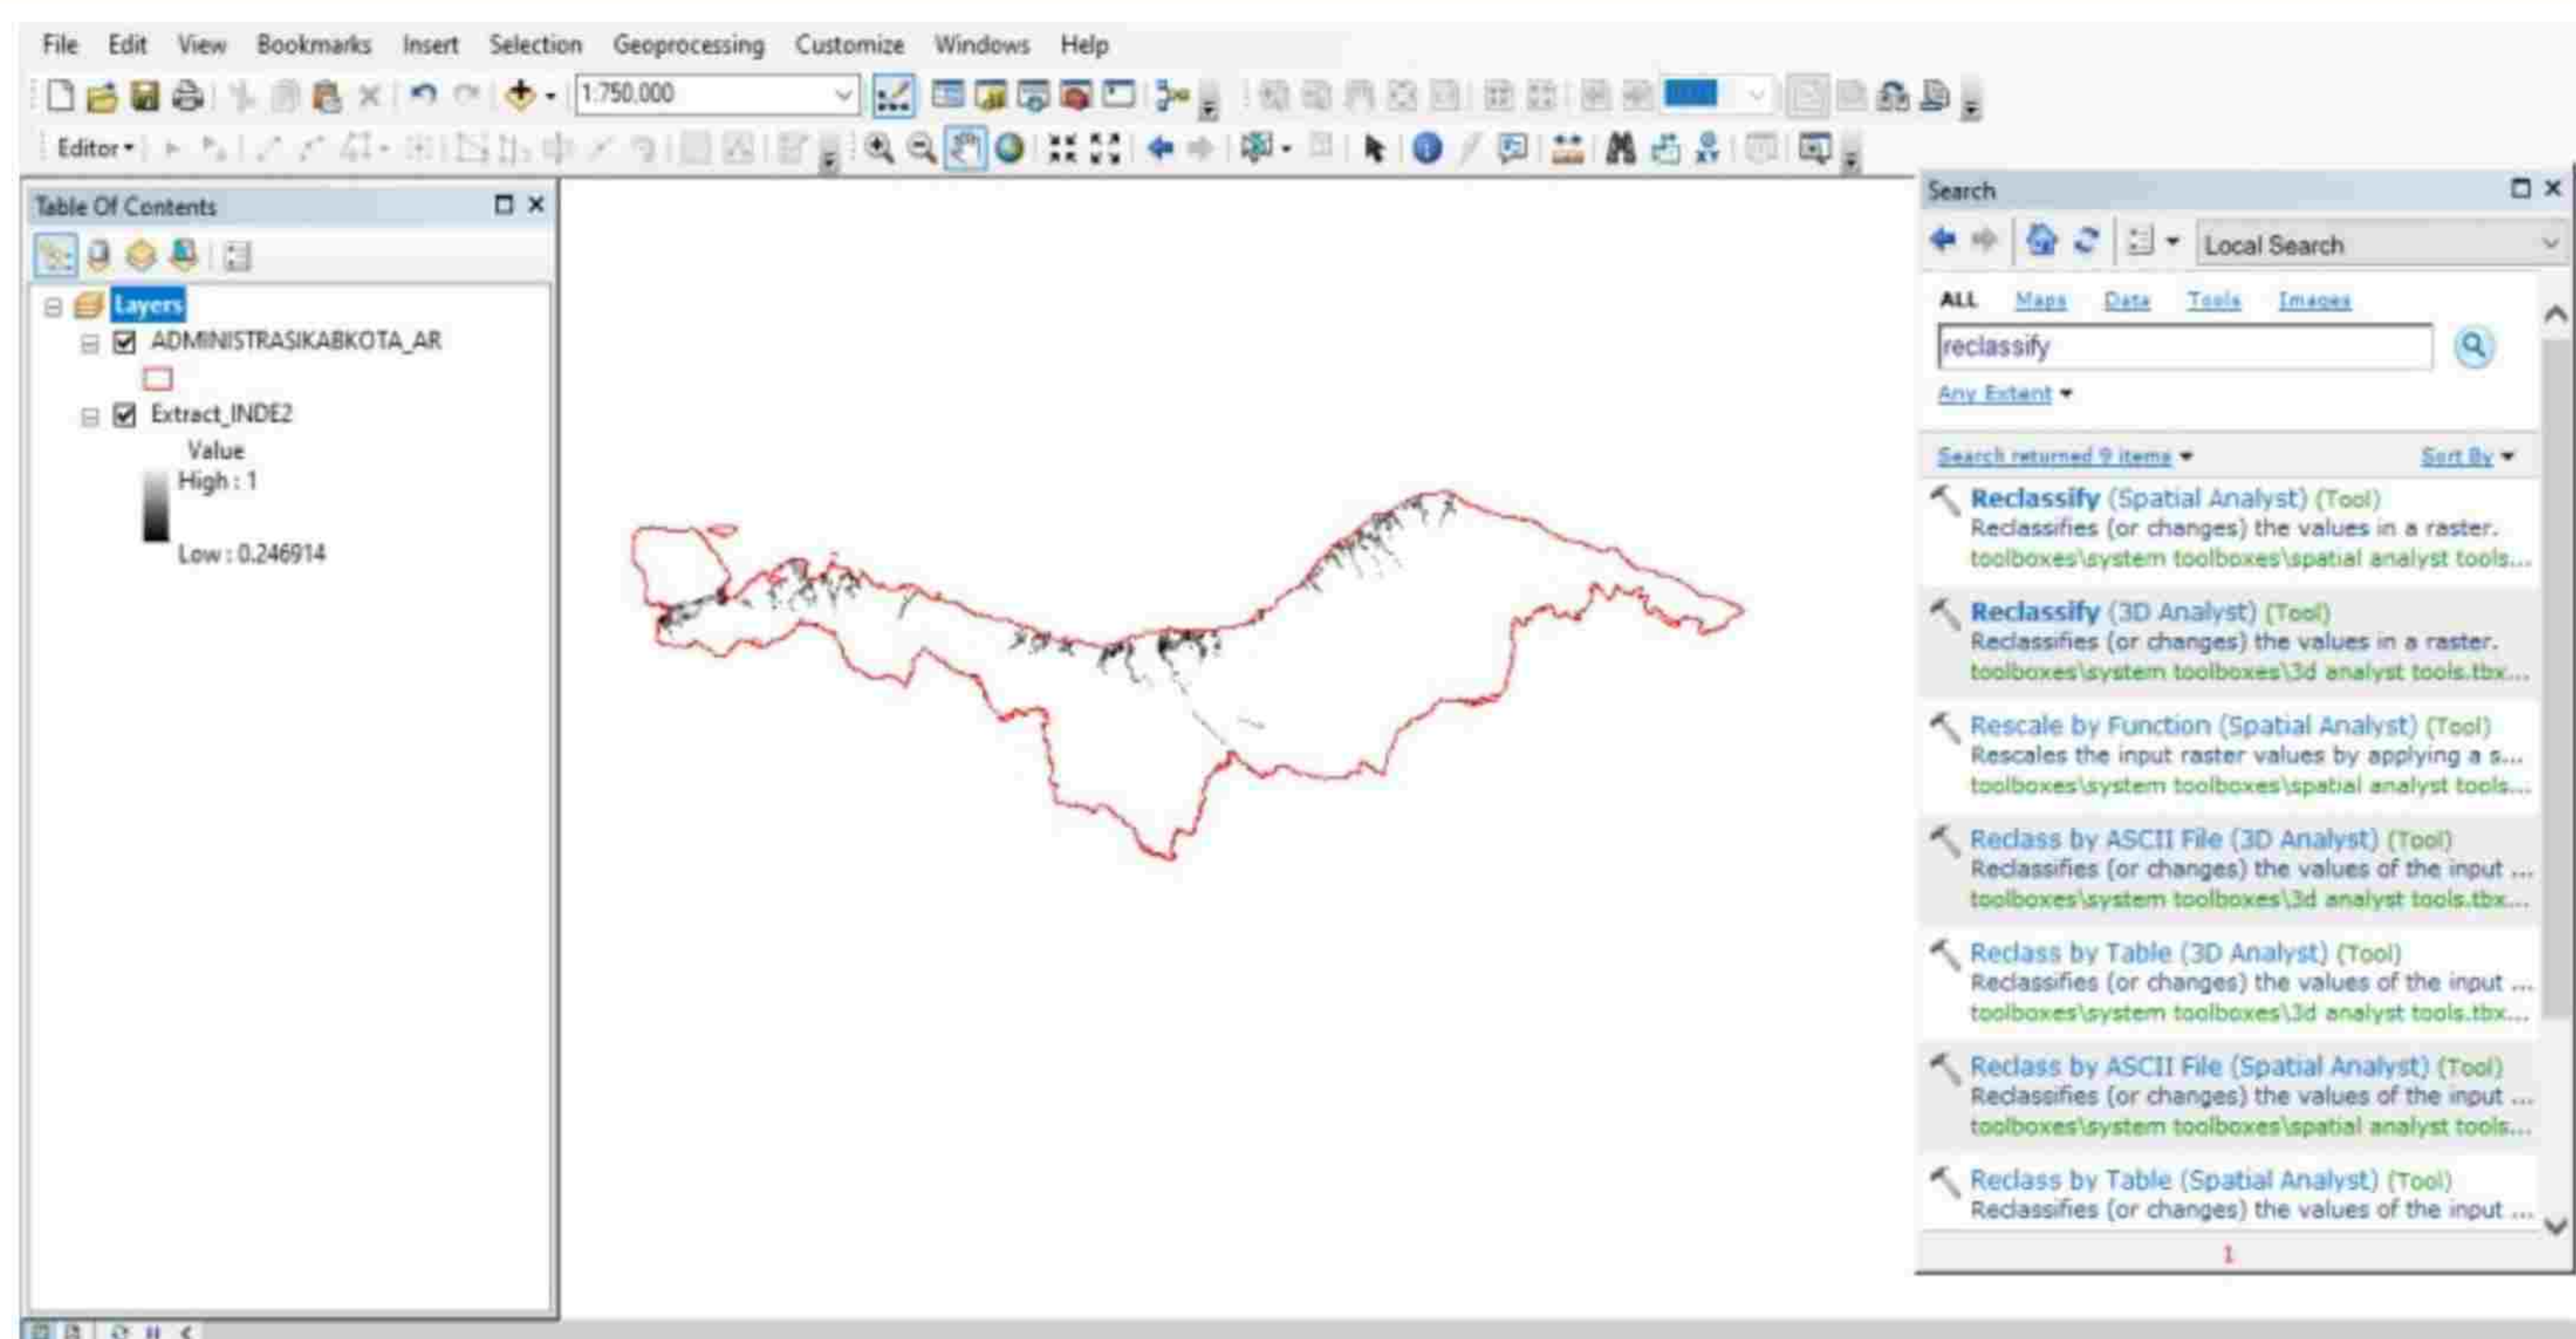 File Edit View Bookmarks Insert Selection Geoprocessing Customize Windows Help
1:750,000
Editor
Table Of Contents
Layers
ADMINISTRASIKABKOTA_AR
Extract_INDE2
Value
High : 1
Low : 0.246914
Search
Local Search
ALL Maps Data Tools Images
reclassify
Any Extent
Search returned 9 items Sort By
Reclassify (Spatial Analyst) (Tool)
Reclassifies (or changes) the values in a raster.
toolboxes\system toolboxes\spatial analyst tools...
Reclassify (3D Analyst) (Tool)
Reclassifies (or changes) the values in a raster.
toolboxes\system toolboxes\3d analyst tools.tbx...
Rescale by Function (Spatial Analyst) (Tool)
Rescales the input raster values by applying a s...
toolboxes\system toolboxes\spatial analyst tools...
Reclass by ASCII File (3D Analyst) (Tool)
Reclassifies (or changes) the values of the input ...
toolboxes\system toolboxes\3d analyst tools.tbx...
Reclass by Table (3D Analyst) (Tool)
Reclassifies (or changes) the values of the input ...
toolboxes\system toolboxes\3d analyst tools.tbx...
Reclass by ASCII File (Spatial Analyst) (Tool)
Reclassifies (or changes) the values of the input ...
toolboxes\system toolboxes\spatial analyst tools...
Reclass by Table (Spatial Analyst) (Tool)
Reclassifies (or changes) the values of the input ...
1